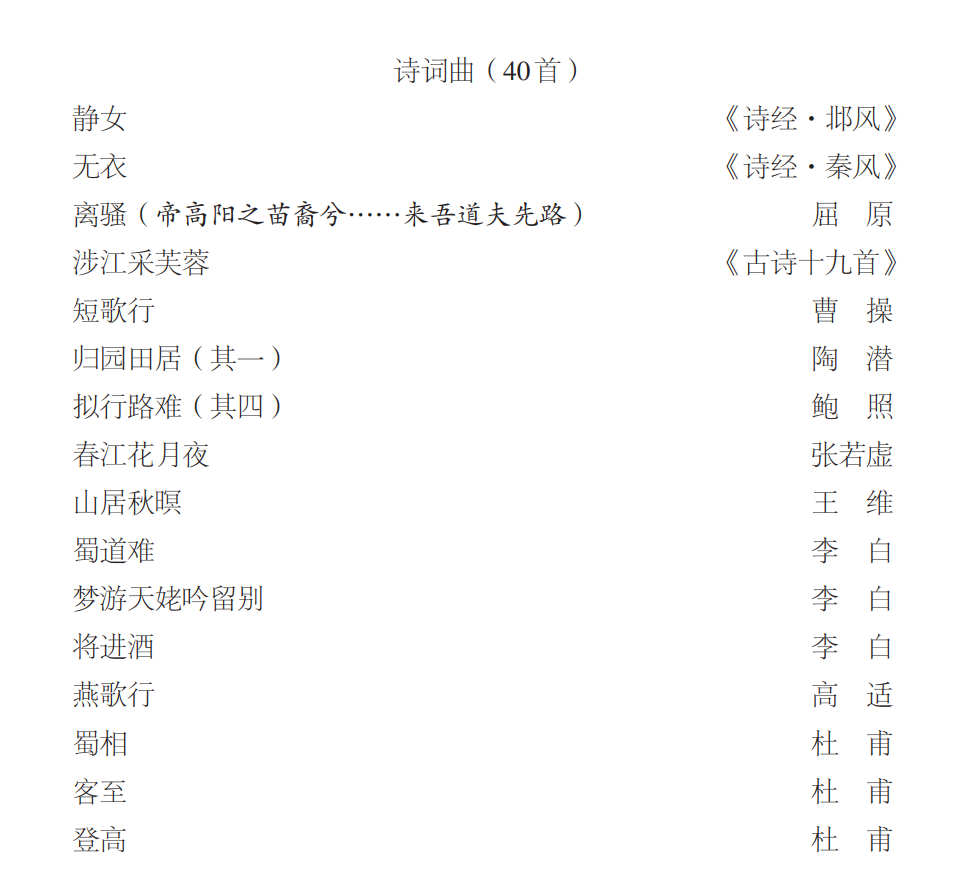 诗词曲（40首）
静女 《诗经·邶风》
无衣 《诗经·秦风》
离骚（帝高阳之苗裔兮……来吾道夫先路） 屈 原
涉江采芙蓉 《古诗十九首》
短歌行 曹 操
归园田居（其一） 陶 潜
拟行路难（其四） 鲍 照
春江花月夜 张若虚
山居秋暝 王 维
蜀道难 李 白
梦游天姥吟留别 李 白
将进酒 李 白
燕歌行 高 适
蜀相 杜 甫
客至 杜 甫
登高 杜 甫